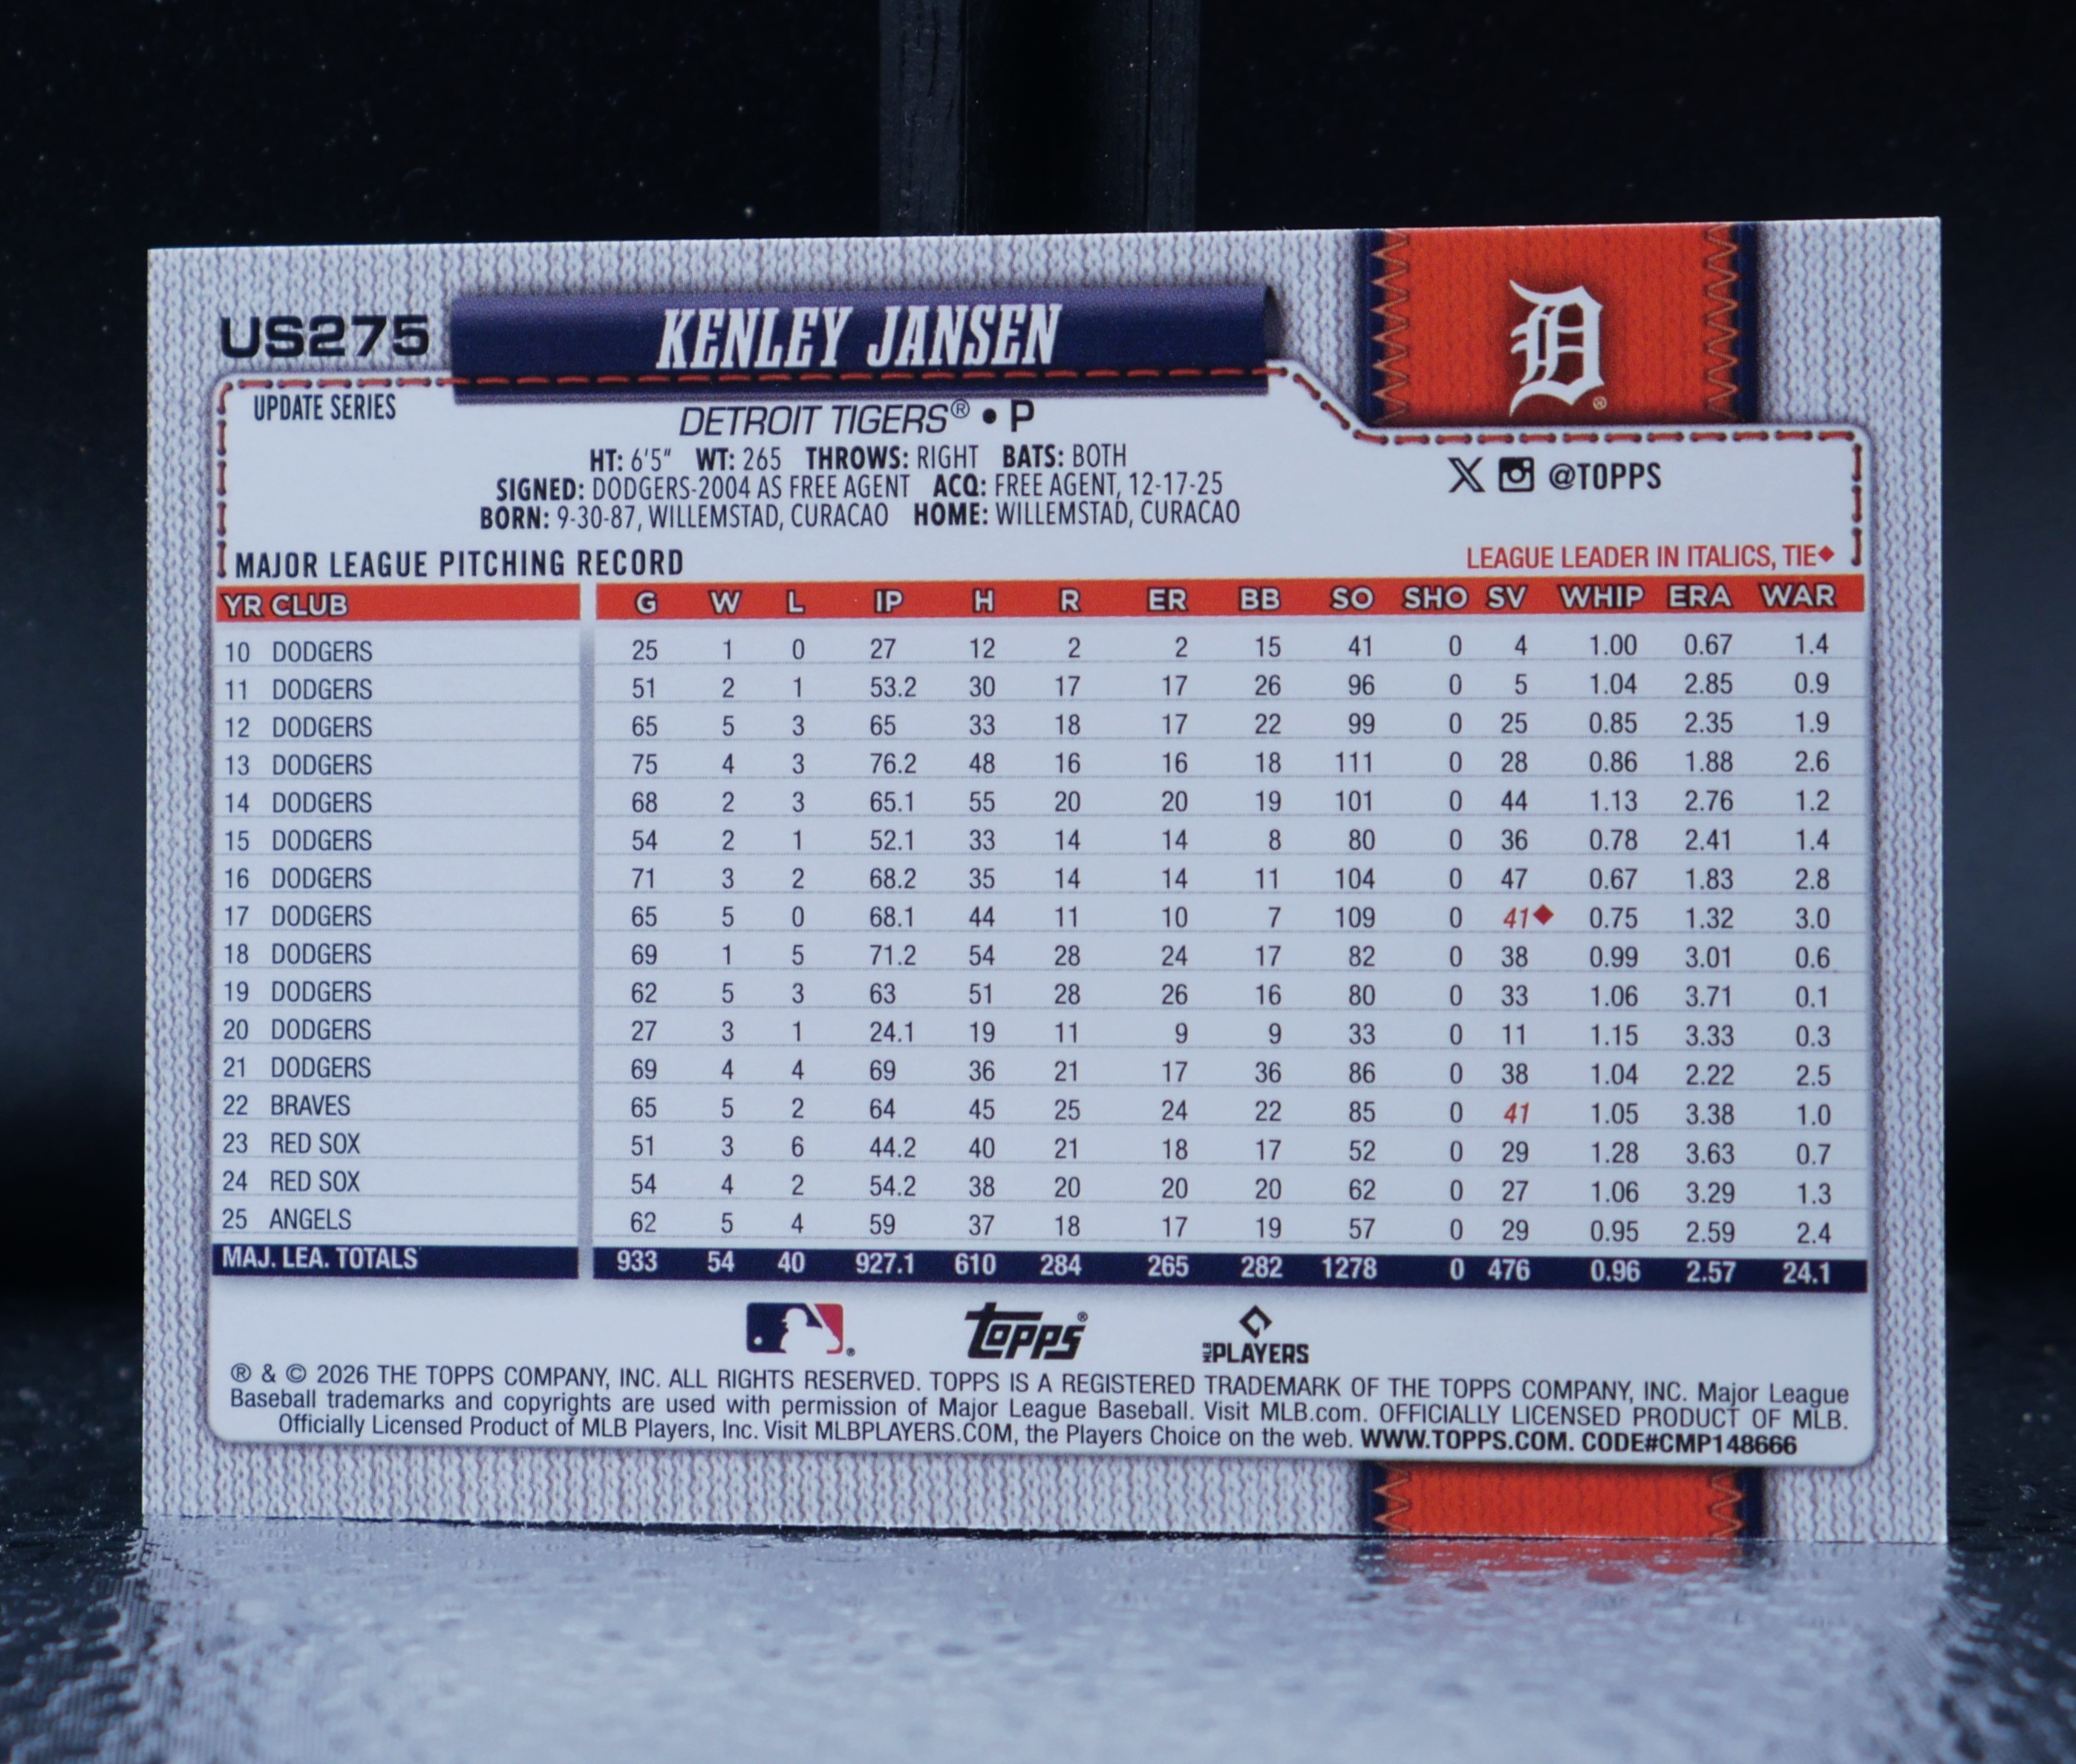 US275
KENLEY JANSEN
D
®
UPDATE SERIES
DETROIT TIGERS® • P
HT: 6'5" WT: 265 THROWS: RIGHT BATS: BOTH
SIGNED: DODGERS-2004 AS FREE AGENT ACQ: FREE AGENT, 12-17-25
BORN: 9-30-87, WILLEMSTAD, CURACAO HOME: WILLEMSTAD, CURACAO
X @TOPPS
MAJOR LEAGUE PITCHING RECORD
LEAGUE LEADER IN ITALICS, TIE◆
YR CLUB G W L IP H R ER BB SO SHO SV WHIP ERA WAR
10 DODGERS 25 1 0 27 12 2 2 15 41 0 4 1.00 0.67 1.4
11 DODGERS 51 2 1 53.2 30 17 17 26 96 0 5 1.04 2.85 0.9
12 DODGERS 65 5 3 65 33 18 17 22 99 0 25 0.85 2.35 1.9
13 DODGERS 75 4 3 76.2 48 16 16 18 111 0 28 0.86 1.88 2.6
14 DODGERS 68 2 3 65.1 55 20 20 19 101 0 44 1.13 2.76 1.2
15 DODGERS 54 2 1 52.1 33 14 14 8 80 0 36 0.78 2.41 1.4
16 DODGERS 71 3 2 68.2 35 14 14 11 104 0 47 0.67 1.83 2.8
17 DODGERS 65 5 0 68.1 44 11 10 7 109 0 41◆ 0.75 1.32 3.0
18 DODGERS 69 1 5 71.2 54 28 24 17 82 0 38 0.99 3.01 0.6
19 DODGERS 62 5 3 63 51 28 26 16 80 0 33 1.06 3.71 0.1
20 DODGERS 27 3 1 24.1 19 11 9 9 33 0 11 1.15 3.33 0.3
21 DODGERS 69 4 4 69 36 21 17 36 86 0 38 1.04 2.22 2.5
22 BRAVES 65 5 2 64 45 25 24 22 85 0 41 1.05 3.38 1.0
23 RED SOX 51 3 6 44.2 40 21 18 17 52 0 29 1.28 3.63 0.7
24 RED SOX 54 4 2 54.2 38 20 20 20 62 0 27 1.06 3.29 1.3
25 ANGELS 62 5 4 59 37 18 17 19 57 0 29 0.95 2.59 2.4
MAJ. LEA. TOTALS 933 54 40 927.1 610 284 265 282 1278 0 476 0.96 2.57 24.1
® TOPPS® MLB PLAYERS
® & © 2026 THE TOPPS COMPANY, INC. ALL RIGHTS RESERVED. TOPPS IS A REGISTERED TRADEMARK OF THE TOPPS COMPANY, INC. Major League
Baseball trademarks and copyrights are used with permission of Major League Baseball. Visit MLB.com. OFFICIALLY LICENSED PRODUCT OF MLB.
Officially Licensed Product of MLB Players, Inc. Visit MLBPLAYERS.COM, the Players Choice on the web. WWW.TOPPS.COM. CODE#CMP148666